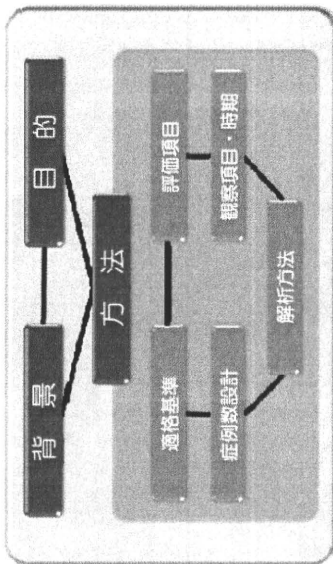 背景
目的
方法
適格基準
評価項目
症例数設計
観察項目・時期
解析方法